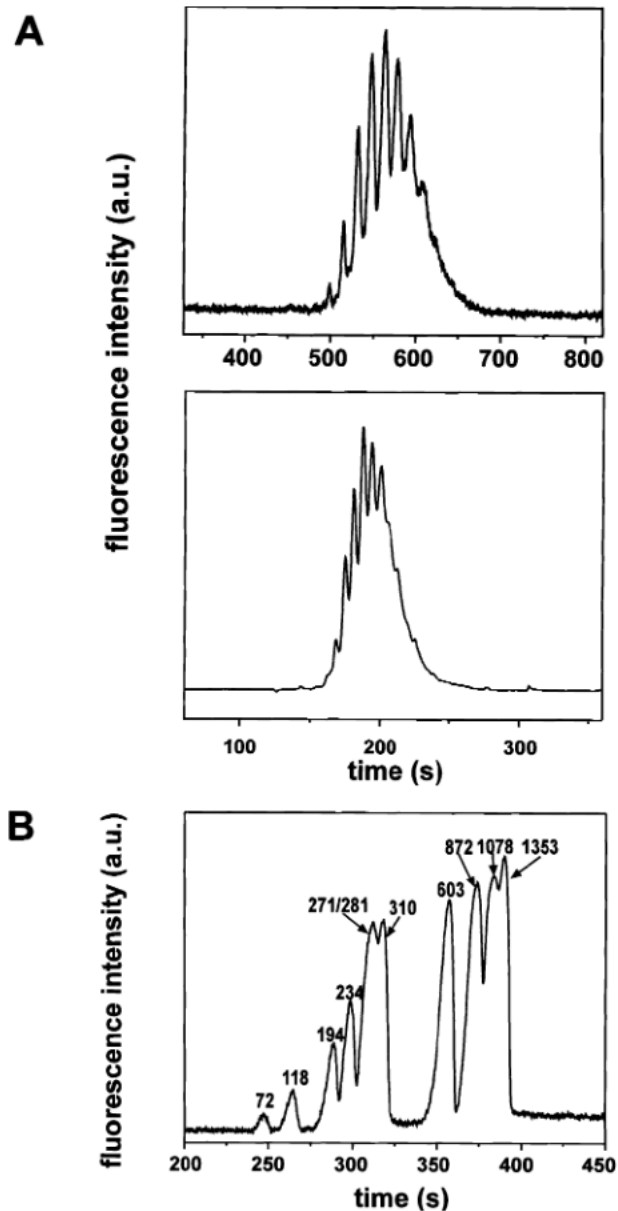 A
fluorescence intensity (a.u.)
400 500 600 700 800
100 200 300
time (s)
B
fluorescence intensity (a.u.)
872 1078 1353
271/281 310 603
234
194
118
72
200 250 300 350 400 450
time (s)